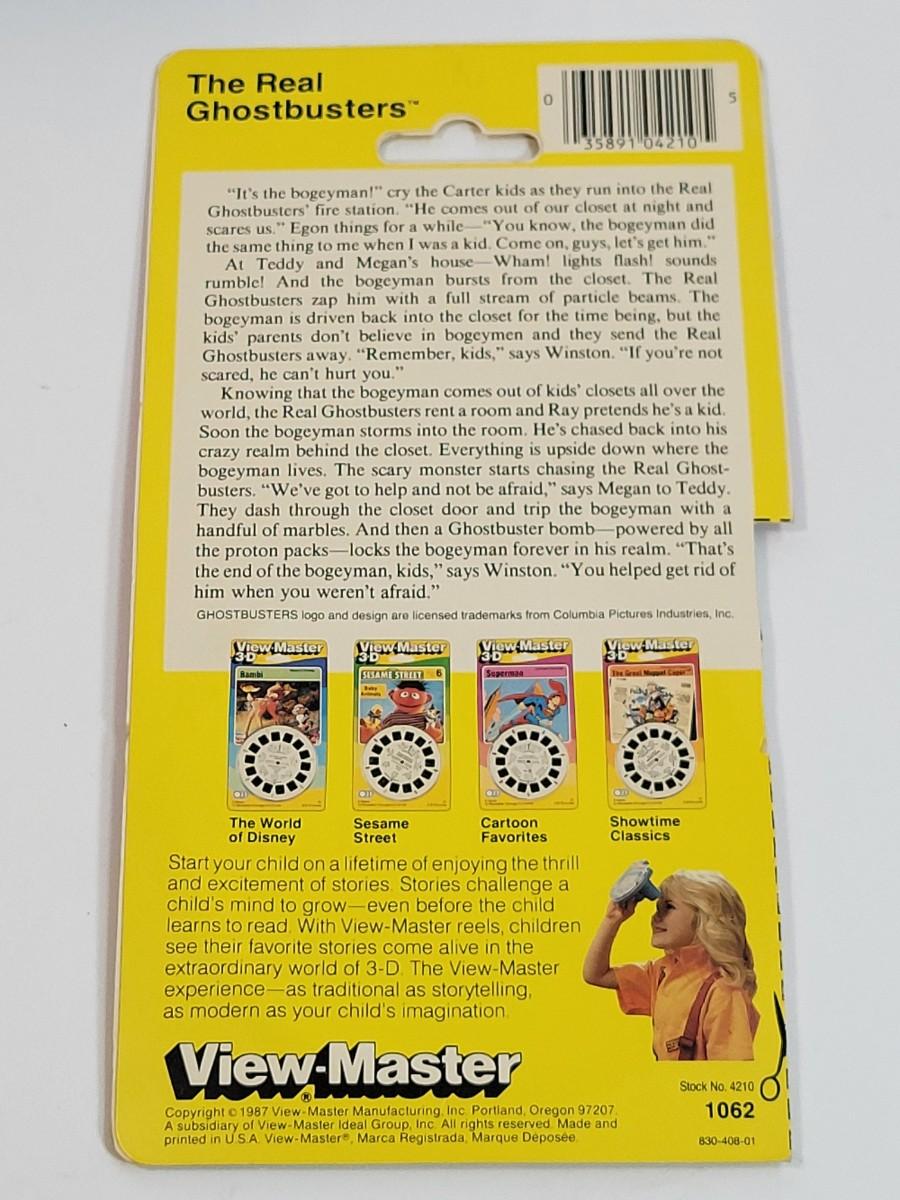 The Real
Ghostbusters™
0 35891 04210 5
"It's the bogeyman!" cry the Carter kids as they run into the Real
Ghostbusters' fire station. "He comes out of our closet at night and
scares us." Egon things for a while—"You know, the bogeyman did
the same thing to me when I was a kid. Come on, guys, let's get him."
At Teddy and Megan's house—Wham! lights flash! sounds
rumble! And the bogeyman bursts from the closet. The Real
Ghostbusters zap him with a full stream of particle beams. The
bogeyman is driven back into the closet for the time being, but the
kids' parents don't believe in bogeymen and they send the Real
Ghostbusters away. "Remember, kids," says Winston. "If you're not
scared, he can't hurt you."
Knowing that the bogeyman comes out of kids' closets all over the
world, the Real Ghostbusters rent a room and Ray pretends he's a kid.
Soon the bogeyman storms into the room. He's chased back into his
crazy realm behind the closet. Everything is upside down where the
bogeyman lives. The scary monster starts chasing the Real Ghost-
busters. "We've got to help and not be afraid," says Megan to Teddy.
They dash through the closet door and trip the bogeyman with a
handful of marbles. And then a Ghostbuster bomb—powered by all
the proton packs—locks the bogeyman forever in his realm. "That's
the end of the bogeyman, kids," says Winston. "You helped get rid of
him when you weren't afraid."
GHOSTBUSTERS logo and design are licensed trademarks from Columbia Pictures Industries, Inc.
View-Master
3-D
Bambi
View-Master
3-D
SESAME STREET 6
Baby
Animals
View-Master
3-D
Superman
View-Master
3-D
The Great Muppet Caper
The World
of Disney
Sesame
Street
Cartoon
Favorites
Showtime
Classics
Start your child on a lifetime of enjoying the thrill
and excitement of stories. Stories challenge a
child's mind to grow—even before the child
learns to read. With View-Master reels, children
see their favorite stories come alive in the
extraordinary world of 3-D. The View-Master
experience—as traditional as storytelling,
as modern as your child's imagination.
View-Master®
Copyright © 1987 View-Master Manufacturing, Inc. Portland, Oregon 97207.
A subsidiary of View-Master Ideal Group, Inc. All rights reserved. Made and
printed in U.S.A. View-Master®, Marca Registrada, Marque Déposée.
Stock No. 4210
1062
830-408-01